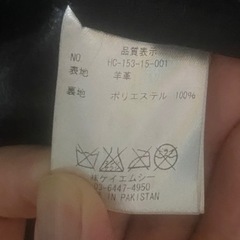 品質表示
NO. HC-153-15-001
表地 羊革
裏地 ポリエステル 100%
㈱ケイエムシー
03-6447-4950
IN PAKISTAN